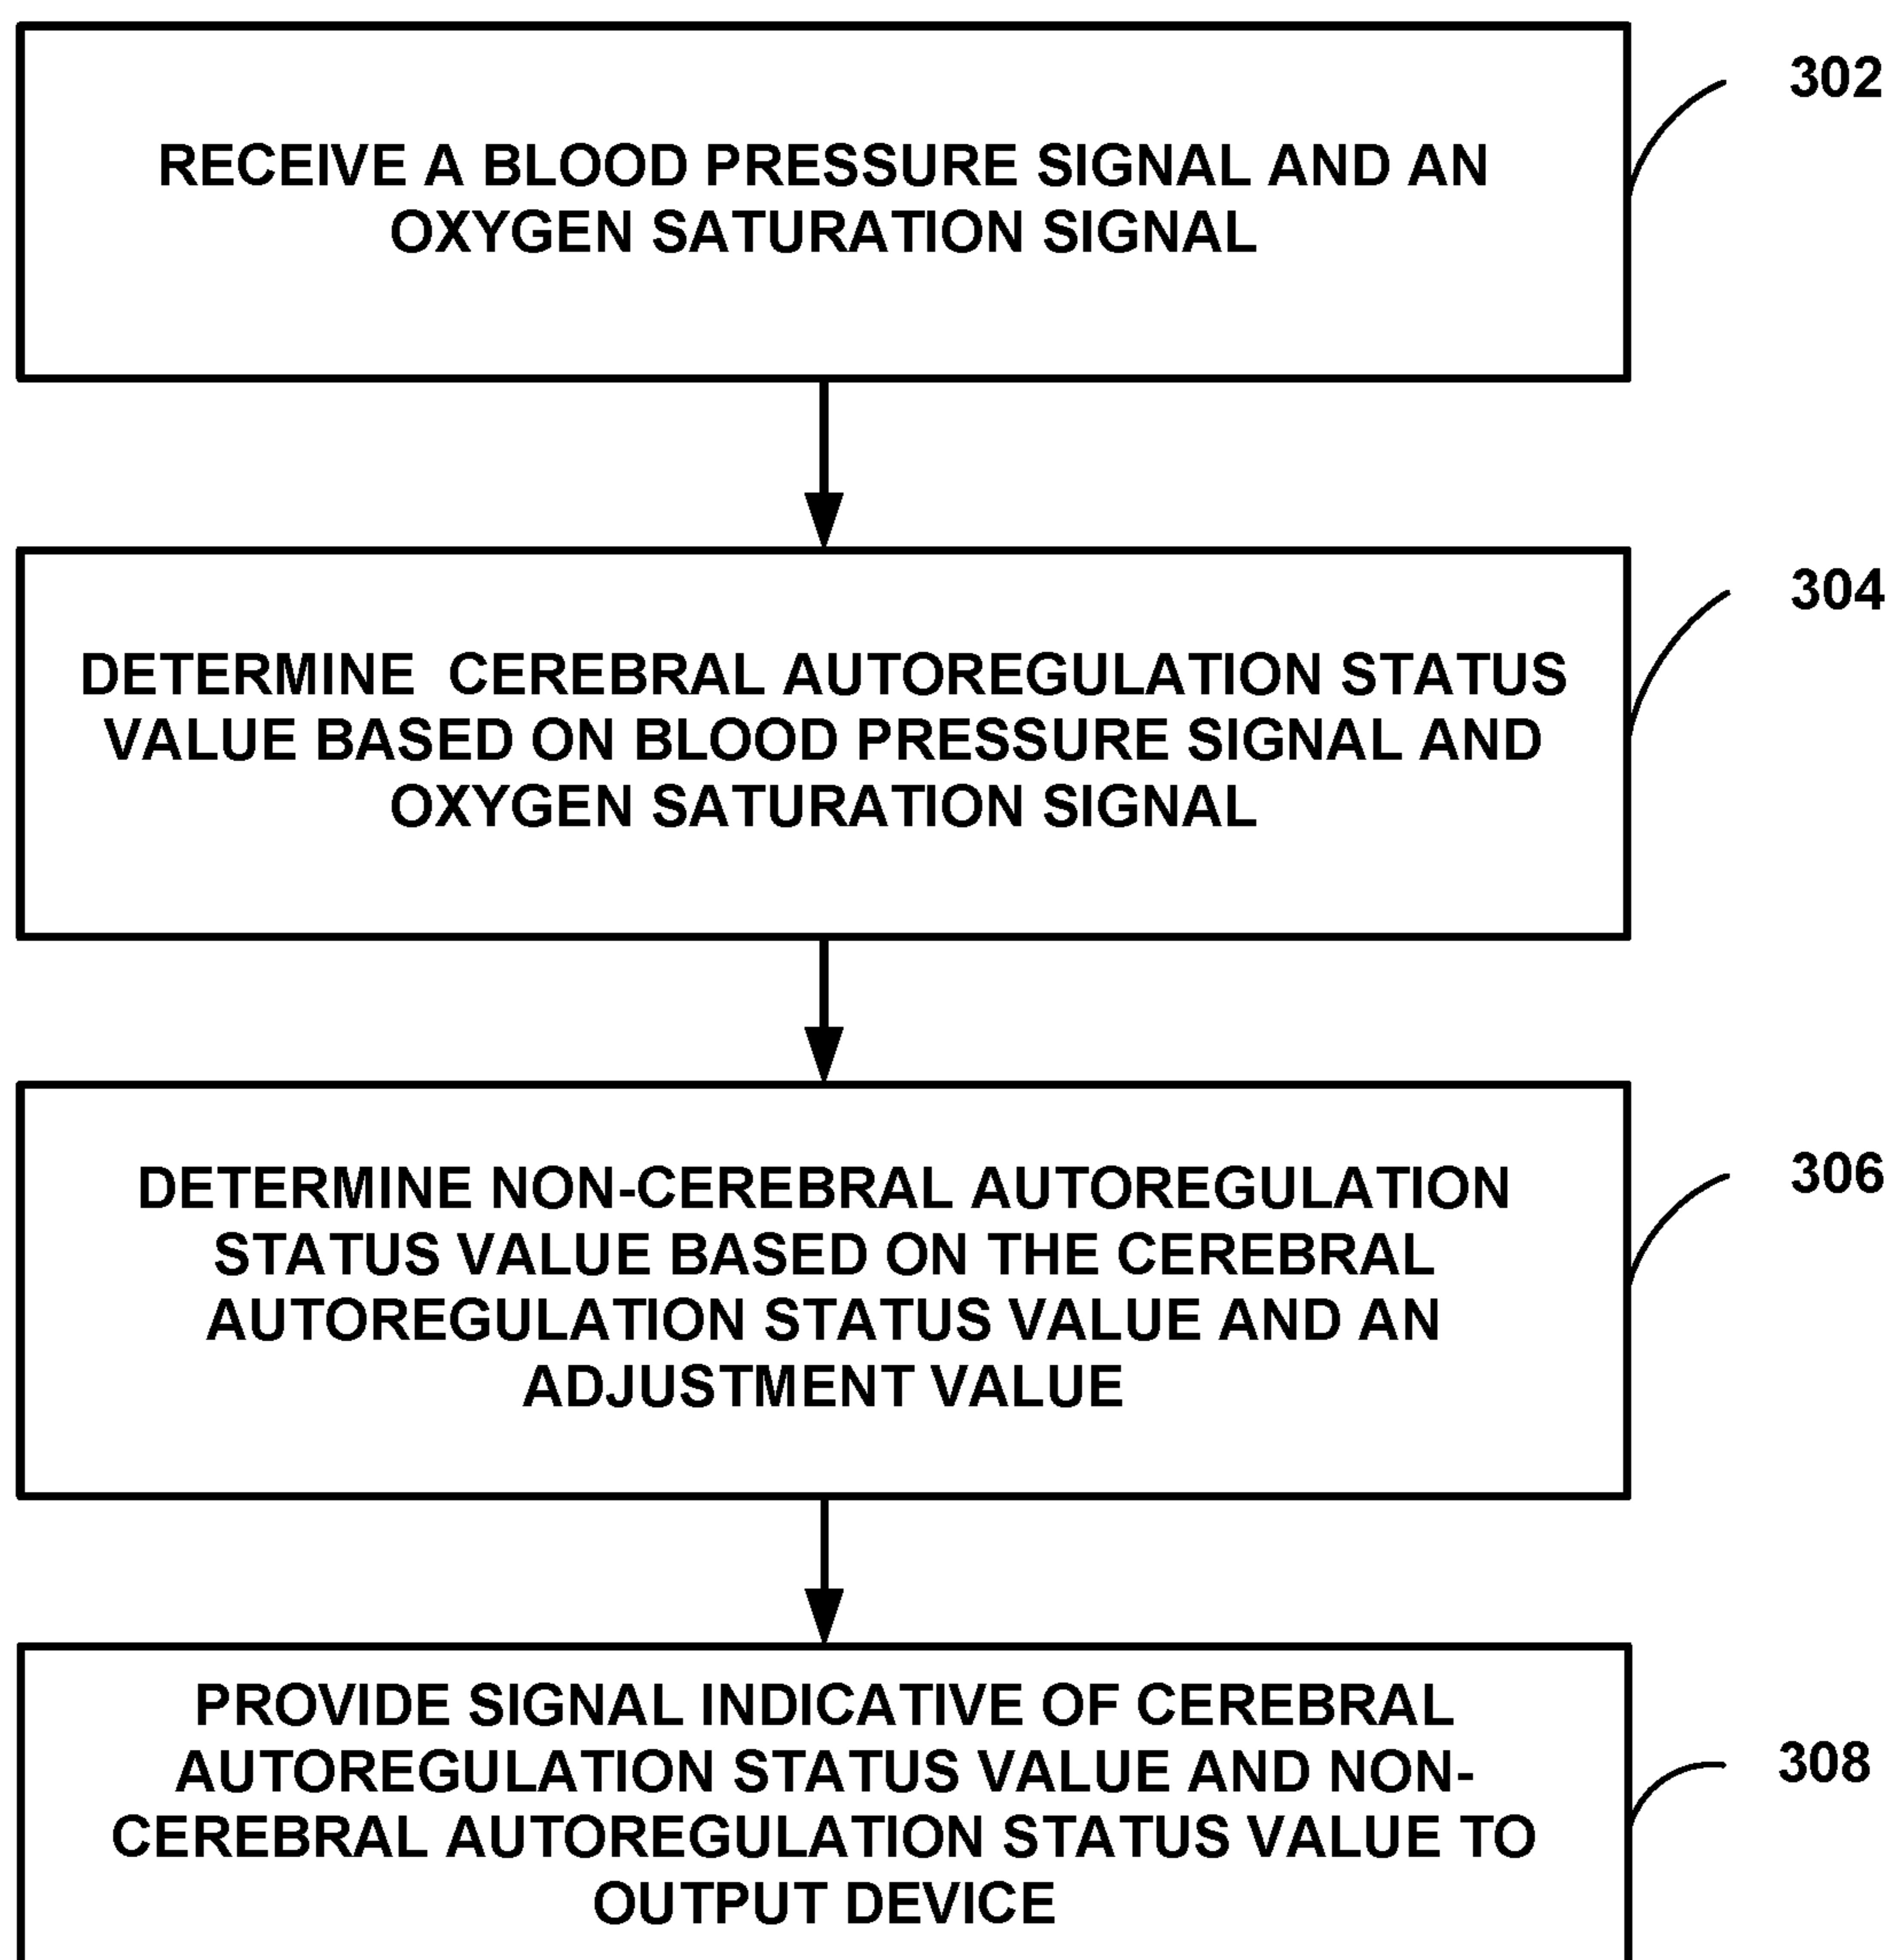 302
RECEIVE A BLOOD PRESSURE SIGNAL AND AN
OXYGEN SATURATION SIGNAL
304
DETERMINE CEREBRAL AUTOREGULATION STATUS
VALUE BASED ON BLOOD PRESSURE SIGNAL AND
OXYGEN SATURATION SIGNAL
306
DETERMINE NON-CEREBRAL AUTOREGULATION
STATUS VALUE BASED ON THE CEREBRAL
AUTOREGULATION STATUS VALUE AND AN
ADJUSTMENT VALUE
308
PROVIDE SIGNAL INDICATIVE OF CEREBRAL
AUTOREGULATION STATUS VALUE AND NON-
CEREBRAL AUTOREGULATION STATUS VALUE TO
OUTPUT DEVICE